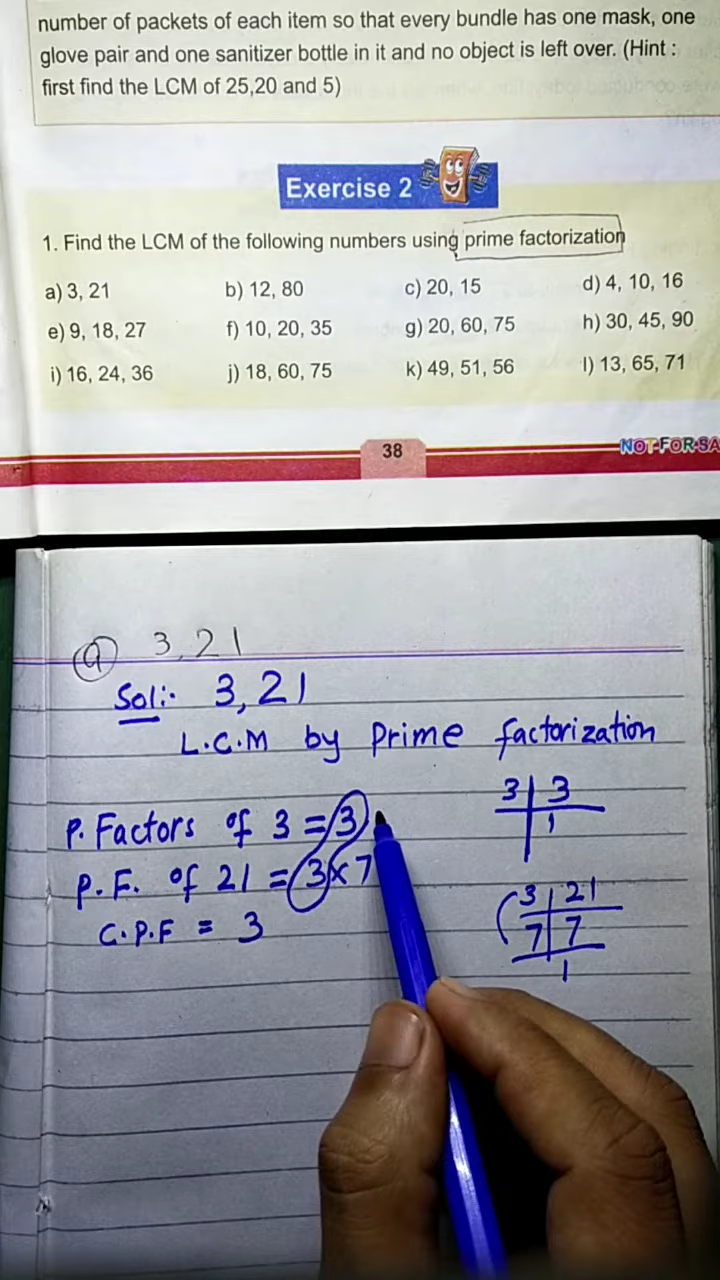 number of packets of each item so that every bundle has one mask, one
glove pair and one sanitizer bottle in it and no object is left over. (Hint :
first find the LCM of 25,20 and 5)
Exercise 2
1. Find the LCM of the following numbers using prime factorization
a) 3, 21 b) 12, 80 c) 20, 15 d) 4, 10, 16
e) 9, 18, 27 f) 10, 20, 35 g) 20, 60, 75 h) 30, 45, 90
i) 16, 24, 36 j) 18, 60, 75 k) 49, 51, 56 l) 13, 65, 71
38
NOT-FOR-SA
a 3, 21
Sol:- 3, 21
L.C.M by Prime factorization
P. Factors of 3 = 3
P.F. of 21 = 3 × 7
C.P.F = 3
3 3
1
3 21
7 7
1